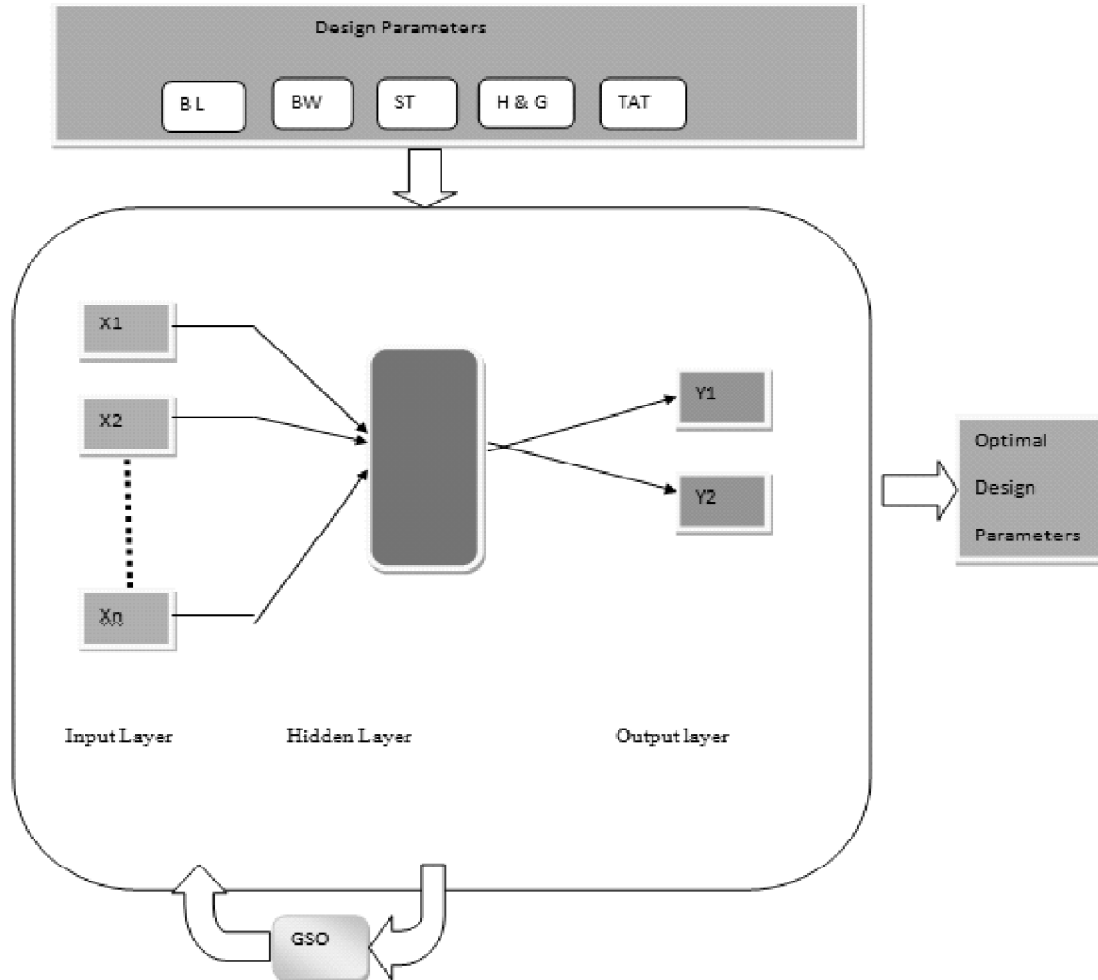 Design Parameters
B L
BW
ST
H & G
TAT
X1
X2
Xn
Y1
Y2
Optimal
Design
Parameters
Input Layer
Hidden Layer
Output layer
GSO